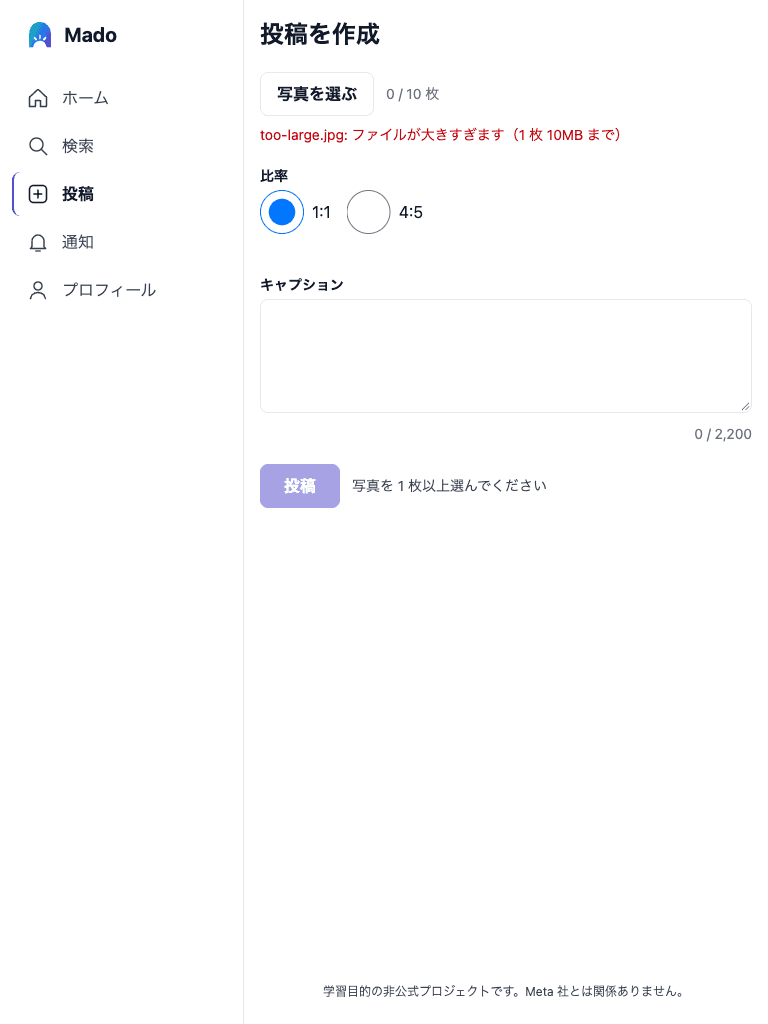 Mado
ホーム
検索
投稿
通知
プロフィール
投稿を作成
写真を選ぶ 0 / 10 枚
too-large.jpg: ファイルが大きすぎます（1 枚 10MB まで）
比率
1:1 4:5
キャプション
0 / 2,200
投稿 写真を 1 枚以上選んでください
学習目的の非公式プロジェクトです。Meta 社とは関係ありません。